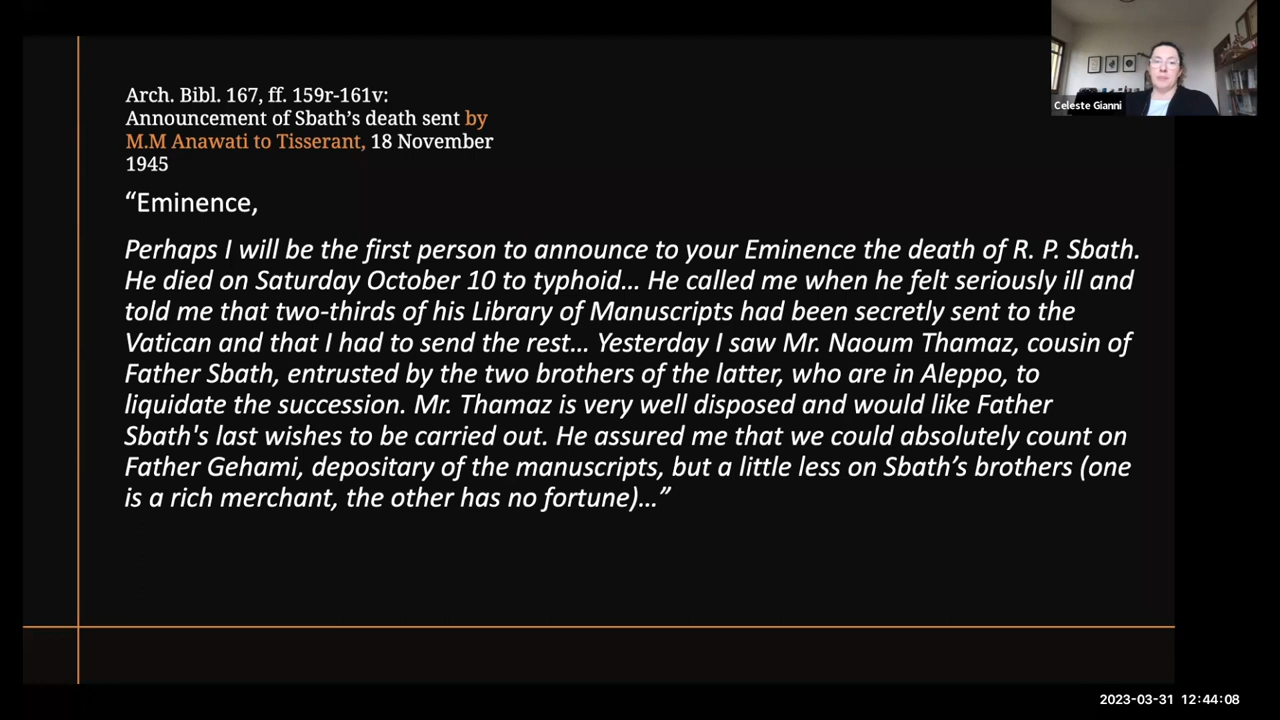 Arch. Bibl. 167, ff. 159r-161v:
Announcement of Sbath’s death sent by
M.M Anawati to Tisserant, 18 November
1945
“Eminence,
Perhaps I will be the first person to announce to your Eminence the death of R. P. Sbath.
He died on Saturday October 10 to typhoid… He called me when he felt seriously ill and
told me that two-thirds of his Library of Manuscripts had been secretly sent to the
Vatican and that I had to send the rest… Yesterday I saw Mr. Naoum Thamaz, cousin of
Father Sbath, entrusted by the two brothers of the latter, who are in Aleppo, to
liquidate the succession. Mr. Thamaz is very well disposed and would like Father
Sbath's last wishes to be carried out. He assured me that we could absolutely count on
Father Gehami, depositary of the manuscripts, but a little less on Sbath’s brothers (one
is a rich merchant, the other has no fortune)…”
Celeste Gianni
2023-03-31 12:44:08